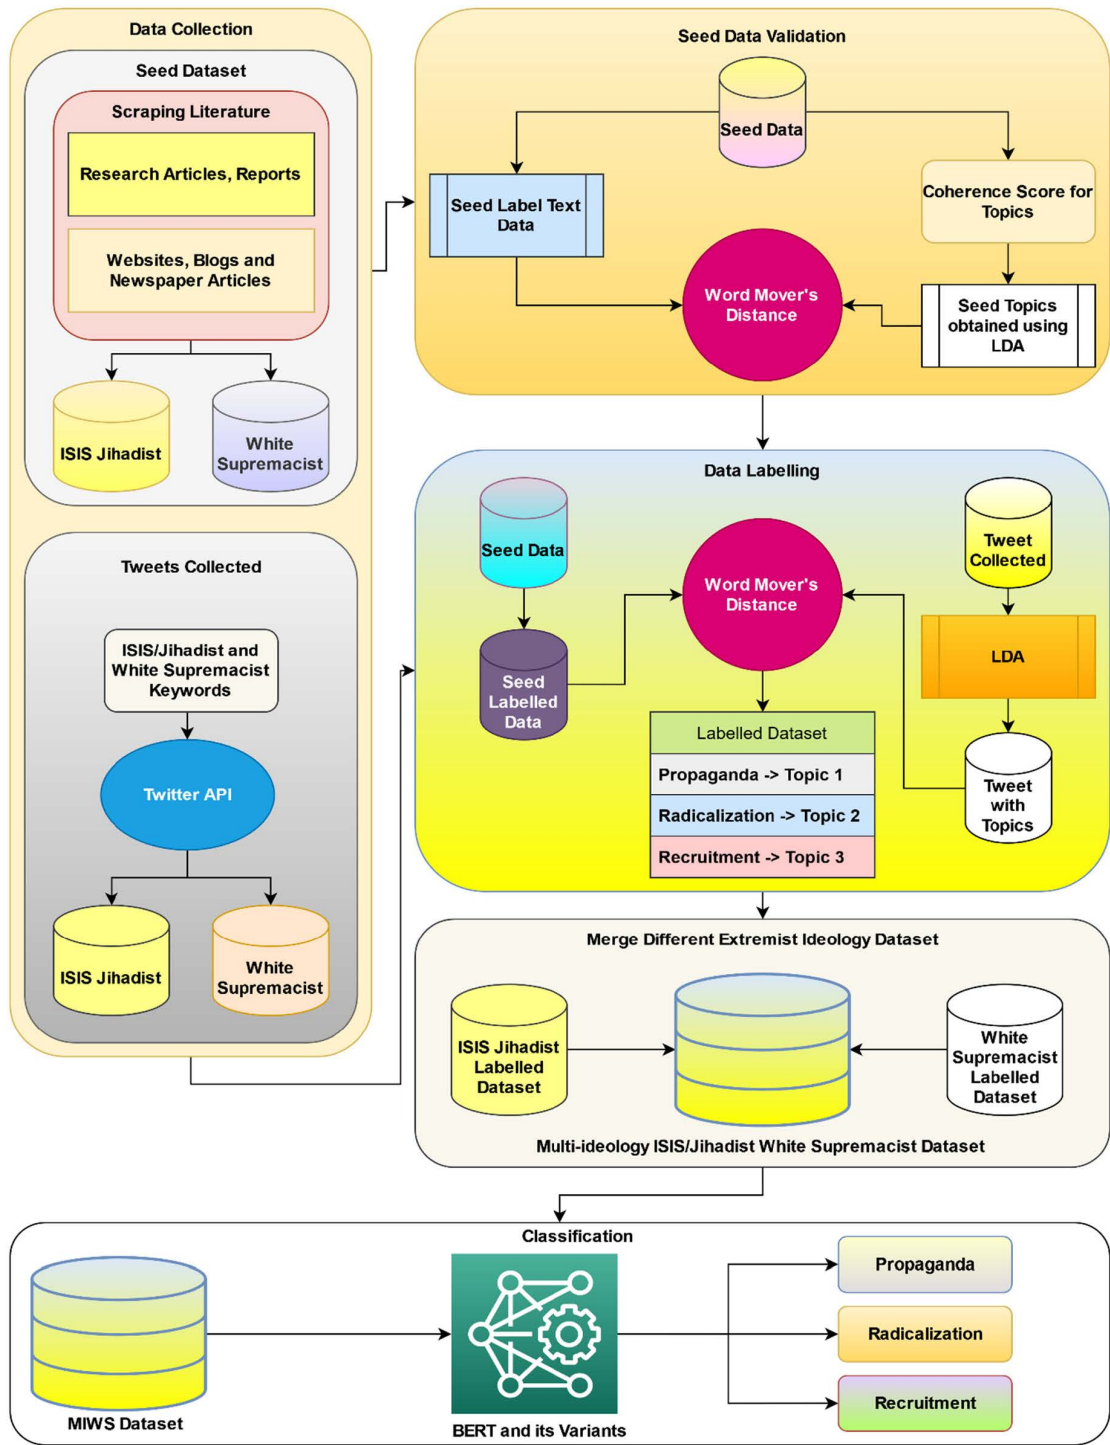 Data Collection
Seed Dataset
Scraping Literature
Research Articles, Reports
Websites, Blogs and
Newspaper Articles
ISIS Jihadist
White
Supremacist
Tweets Collected
ISIS/Jihadist and
White Supremacist
Keywords
Twitter API
ISIS Jihadist
White
Supremacist
Seed Data Validation
Seed Data
Seed Label Text
Data
Coherence Score for
Topics
Word Mover's
Distance
Seed Topics
obtained using
LDA
Data Labelling
Seed Data
Word Mover's
Distance
Tweet
Collected
Seed
Labelled
Data
LDA
Labelled Dataset
Propaganda -> Topic 1
Radicalization -> Topic 2
Recruitment -> Topic 3
Tweet
with
Topics
Merge Different Extremist Ideology Dataset
ISIS Jihadist
Labelled
Dataset
White
Supremacist
Labelled
Dataset
Multi-ideology ISIS/Jihadist White Supremacist Dataset
Classification
MIWS Dataset
BERT and its Variants
Propaganda
Radicalization
Recruitment